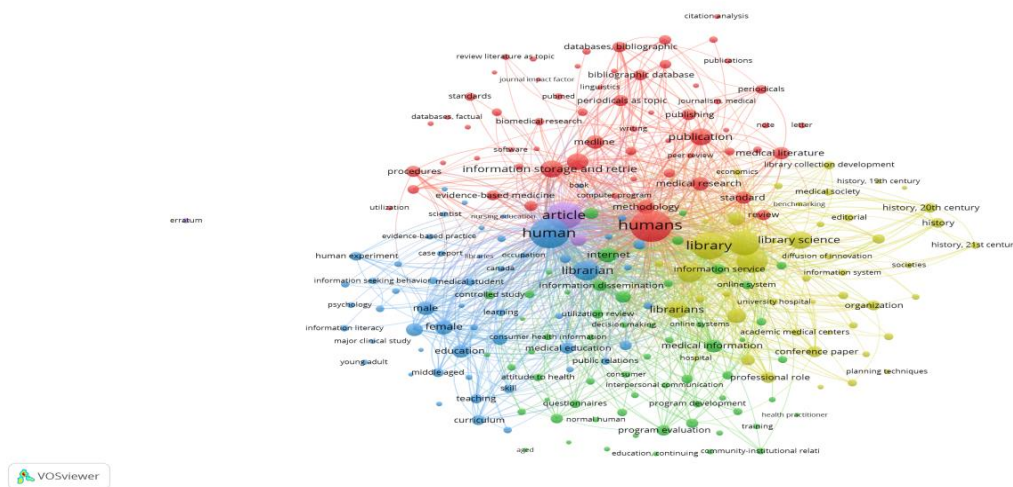 citation analysis
databases, bibliographic
review literature as topic
publications
bibliographic database
journal impact factor
linguistics
periodicals
standards
pubmed
periodicals as topic
journalism, medical
databases, factual
publishing
biomedical research
writing
note
letter
publication
software
medline
peer review
medical literature
library collection development
procedures
information storage and retrie
economics
book
medical research
history, 19th century
evidence-based medicine
computer program
medical society
standard
benchmarking
utilization
scientist
nursing education
article
methodology
review
editorial
history, 20th century
erratum
human
humans
history
evidence-based practice
library
library science
history, 21st centur
case report
libraries
occupation
internet
human experiment
diffusion of innovation
societies
canada
librarian
information service
information system
information seeking behavior
medical student
information dissemination
online system
controlled study
psychology
male
learning
utilization review
librarians
university hospital
organization
information literacy
female
decision making
online systems
academic medical centers
major clinical study
consumer health information
education
medical education
medical information
conference paper
young adult
public relations
hospital
middle aged
attitude to health
consumer
professional role
planning techniques
teaching
skill
interpersonal communication
curriculum
questionnaires
program development
normal human
health practitioner
program evaluation
training
aged
education, continuing
community-institutional relati
VOSviewer